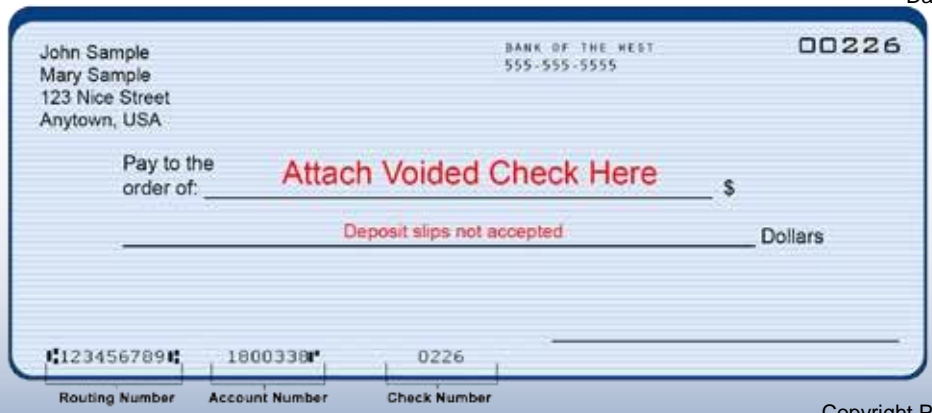 Da
John Sample
Mary Sample
123 Nice Street
Anytown, USA
BANK OF THE WEST
555-555-5555
00226
Pay to the
order of:
Attach Voided Check Here
$
Deposit slips not accepted
Dollars
⑆123456789⑆ 1800338⑈ 0226
Routing Number Account Number Check Number
Copyright P